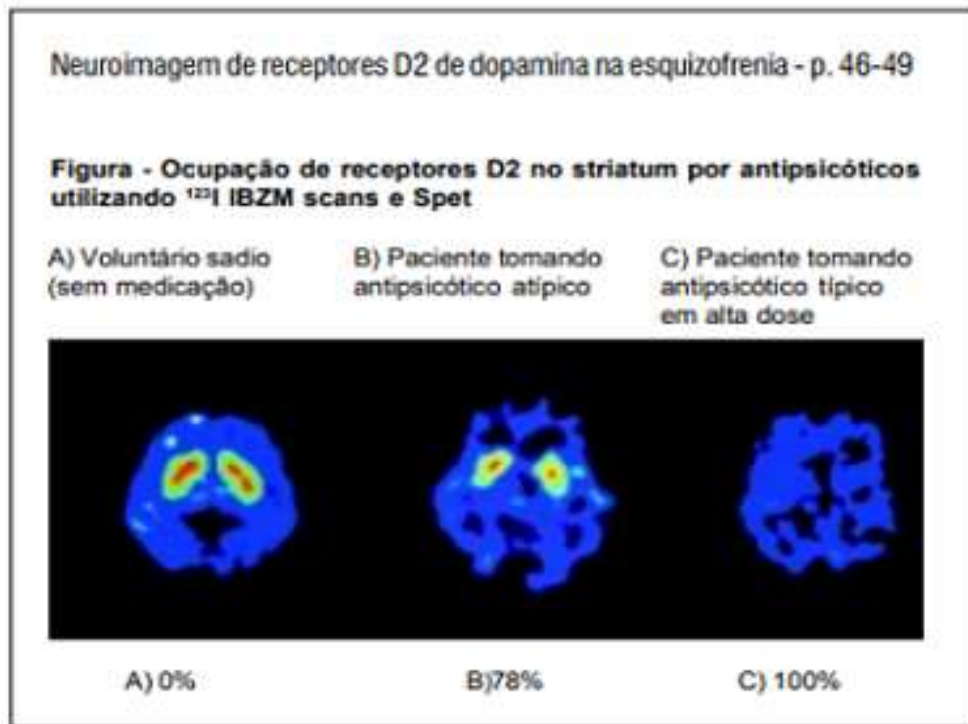 Neuroimagem de receptores D2 de dopamina na esquizofrenia - p. 46-49
Figura - Ocupação de receptores D2 no striatum por antipsicóticos
utilizando ¹²³I IBZM scans e Spet
A) Voluntário sadio
(sem medicação)
B) Paciente tomando
antipsicótico atípico
C) Paciente tomando
antipsicótico típico
em alta dose
A) 0%
B)78%
C) 100%